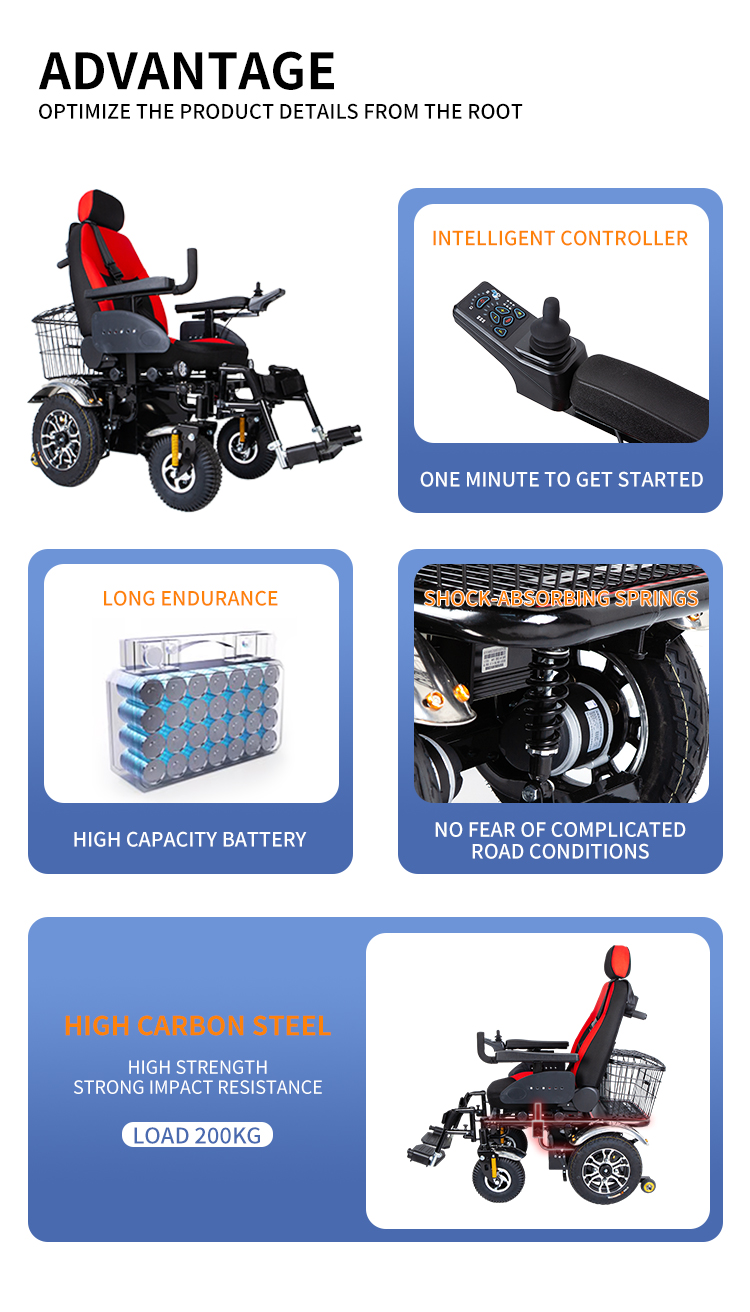 ADVANTAGE
OPTIMIZE THE PRODUCT DETAILS FROM THE ROOT
INTELLIGENT CONTROLLER
ONE MINUTE TO GET STARTED
LONG ENDURANCE
HIGH CAPACITY BATTERY
SHOCK-ABSORBING SPRINGS
NO FEAR OF COMPLICATED
ROAD CONDITIONS
HIGH CARBON STEEL
HIGH STRENGTH
STRONG IMPACT RESISTANCE
LOAD 200KG